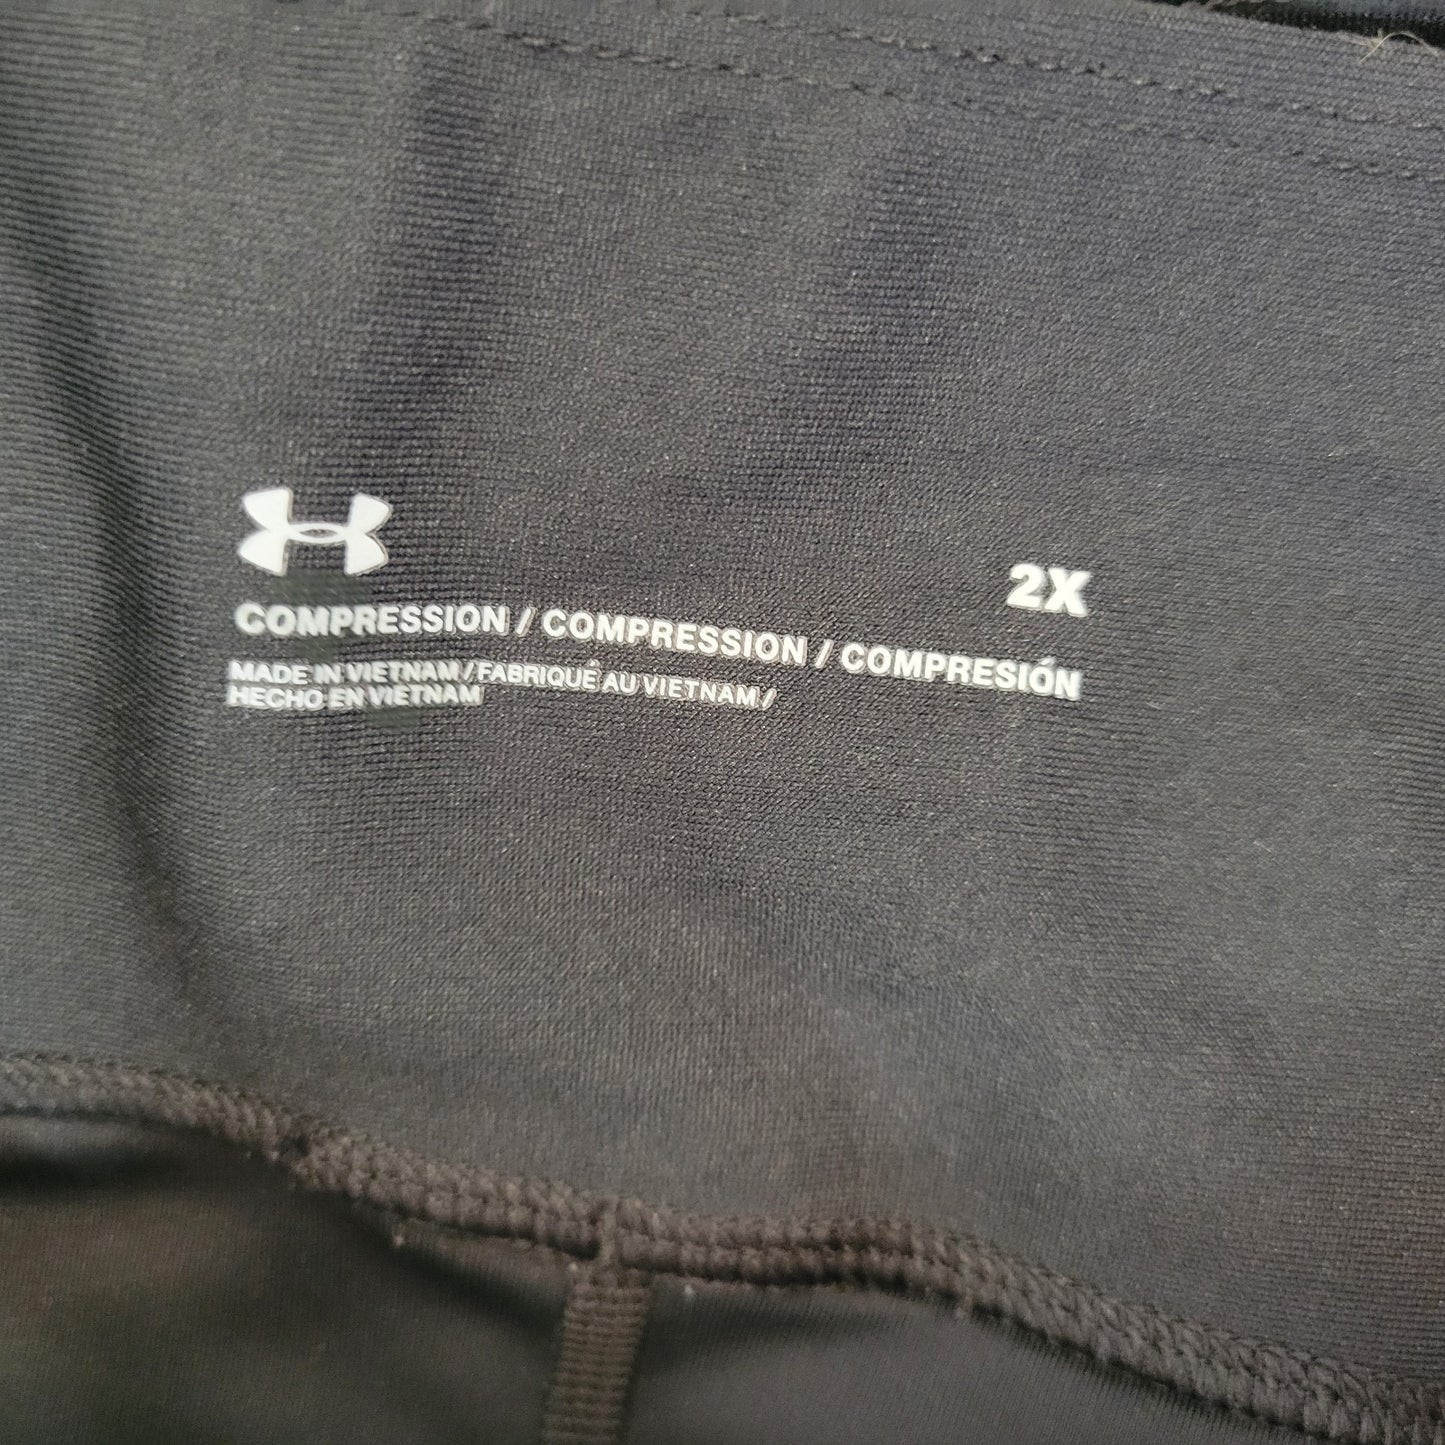 2X
COMPRESSION / COMPRESSION / COMPRESIÓN
MADE IN VIETNAM / FABRIQUÉ AU VIETNAM /
HECHO EN VIETNAM